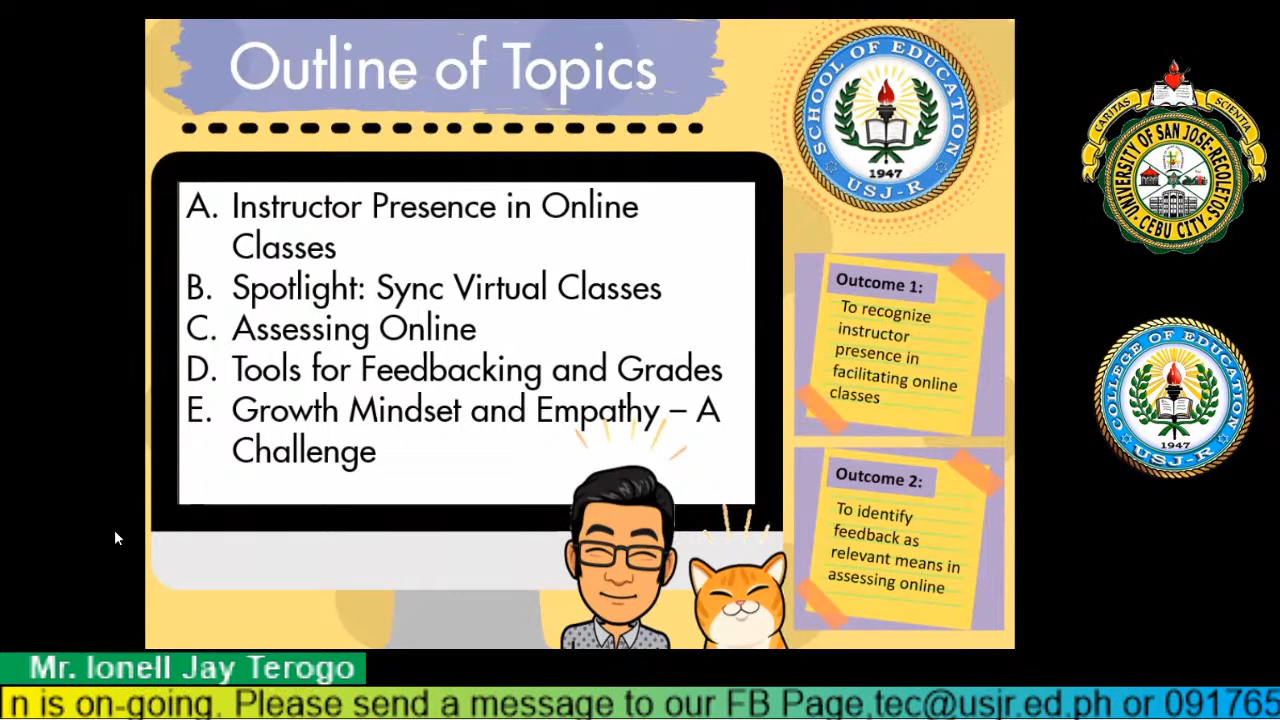 Outline of Topics
A. Instructor Presence in Online
Classes
B. Spotlight: Sync Virtual Classes
C. Assessing Online
D. Tools for Feedbacking and Grades
E. Growth Mindset and Empathy – A
Challenge
SCHOOL OF EDUCATION
1947
USJ-R
Outcome 1:
To recognize
instructor
presence in
facilitating online
classes
Outcome 2:
To identify
feedback as
relevant means in
assessing online
CARITAS
SCIENTIA
UNIVERSITY OF SAN JOSE-RECOLETOS
CEBU CITY
COLLEGE OF EDUCATION
1947
USJ-R
Mr. Ionell Jay Terogo
n is on-going. Please send a message to our FB Page,tec@usjr.ed.ph or 091765